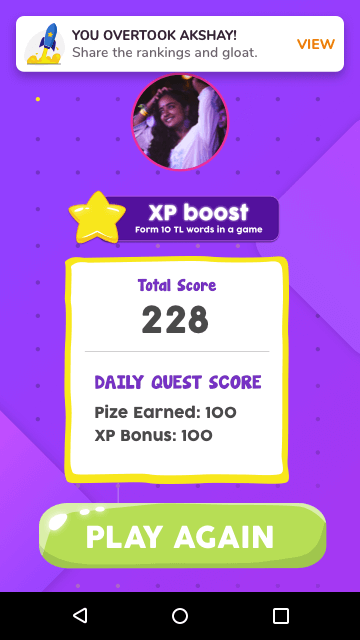 YOU OVERTOOK AKSHAY!
Share the rankings and gloat.
VIEW
XP boost
Form 10 TL words in a game
Total Score
228
DAILY QUEST SCORE
Pize Earned: 100
XP Bonus: 100
PLAY AGAIN